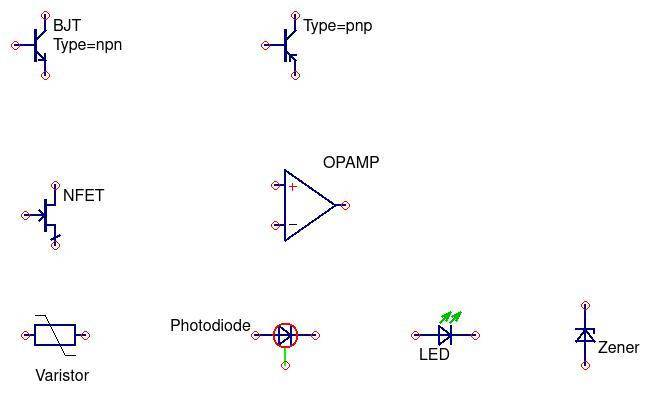 BJT
Type=npn
Type=pnp
OPAMP
NFET
+
−
Photodiode
LED
Zener
Varistor